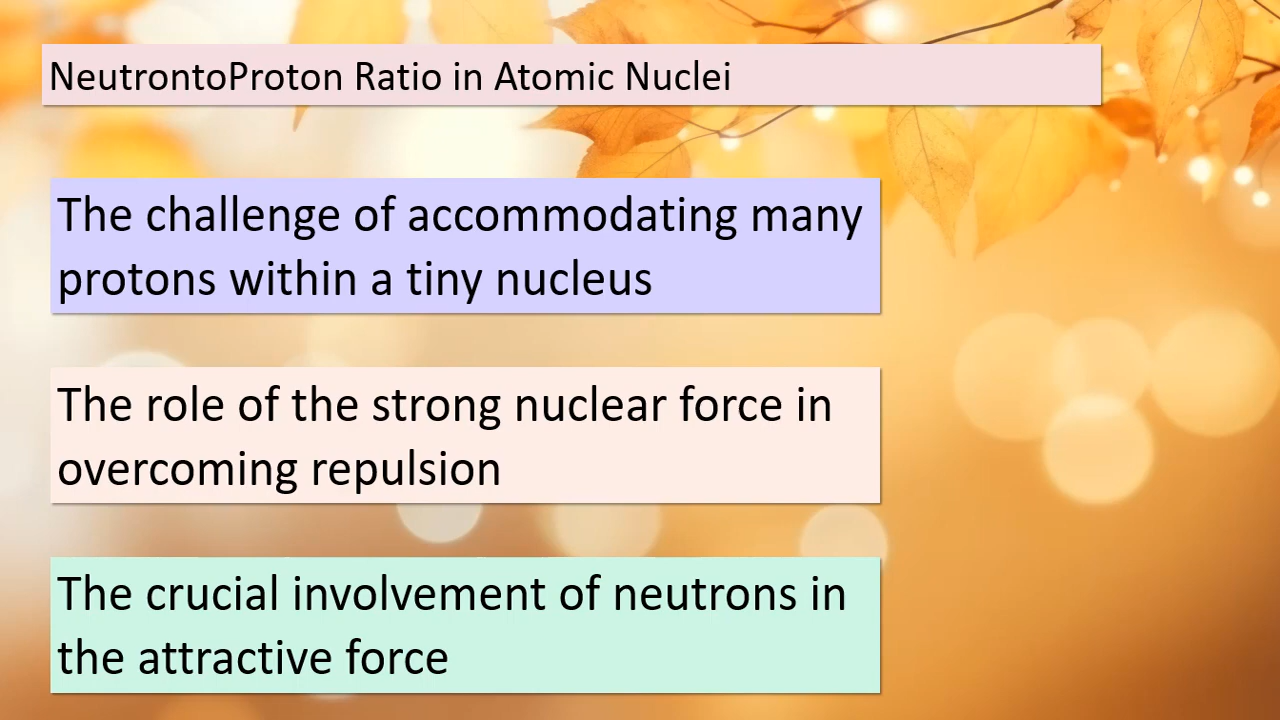 NeutrontoProton Ratio in Atomic Nuclei
The challenge of accommodating many
protons within a tiny nucleus
The role of the strong nuclear force in
overcoming repulsion
The crucial involvement of neutrons in
the attractive force